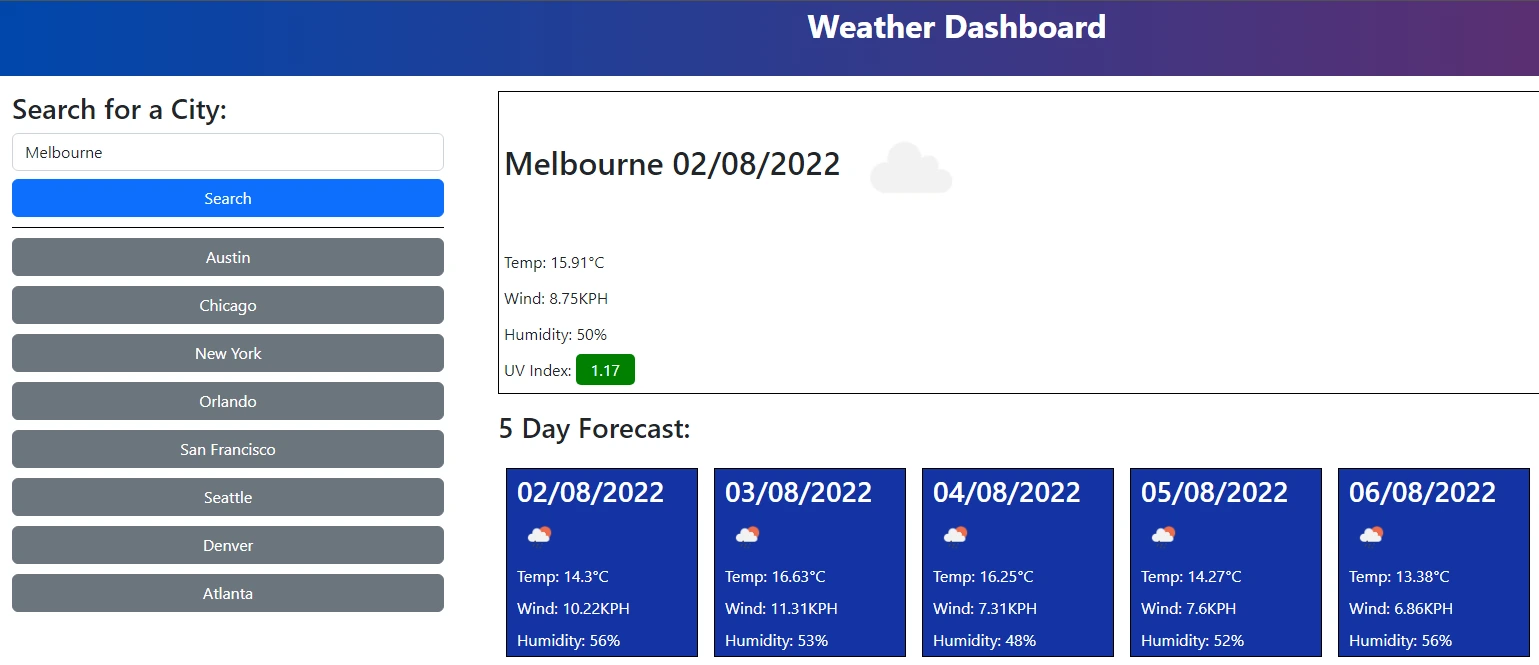 Weather Dashboard
Search for a City:
Melbourne
Search
Austin
Chicago
New York
Orlando
San Francisco
Seattle
Denver
Atlanta
Melbourne 02/08/2022
Temp: 15.91°C
Wind: 8.75KPH
Humidity: 50%
UV Index: 1.17
5 Day Forecast:
02/08/2022
Temp: 14.3°C
Wind: 10.22KPH
Humidity: 56%
03/08/2022
Temp: 16.63°C
Wind: 11.31KPH
Humidity: 53%
04/08/2022
Temp: 16.25°C
Wind: 7.31KPH
Humidity: 48%
05/08/2022
Temp: 14.27°C
Wind: 7.6KPH
Humidity: 52%
06/08/2022
Temp: 13.38°C
Wind: 6.86KPH
Humidity: 56%